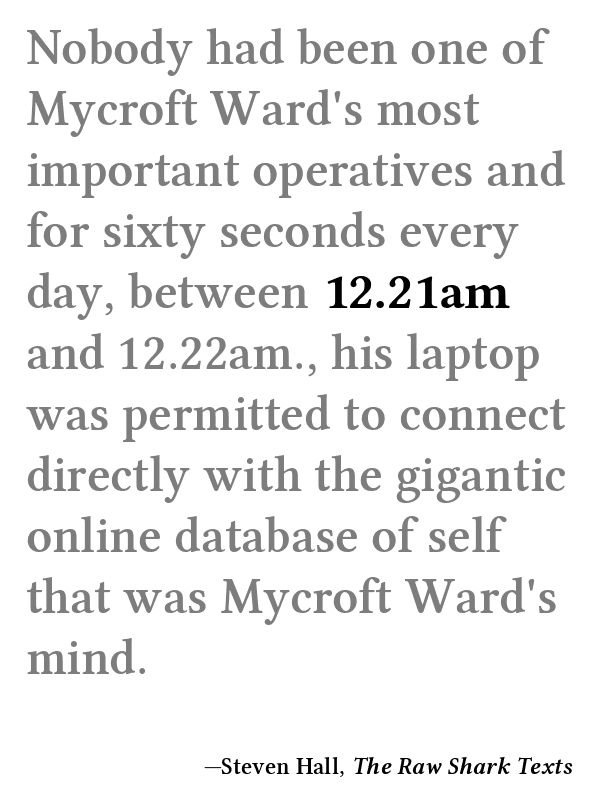 Nobody had been one of
Mycroft Ward's most
important operatives and
for sixty seconds every
day, between 12.21am
and 12.22am., his laptop
was permitted to connect
directly with the gigantic
online database of self
that was Mycroft Ward's
mind.
—Steven Hall, The Raw Shark Texts